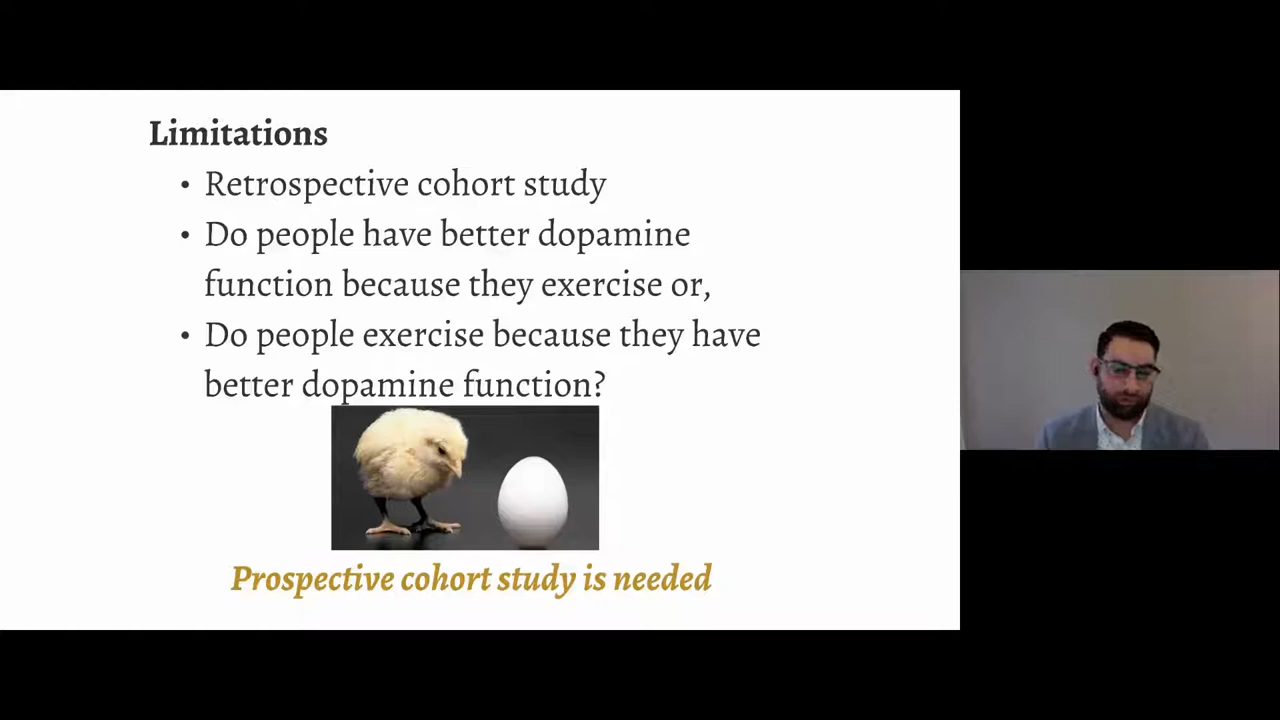 Limitations
• Retrospective cohort study
• Do people have better dopamine
function because they exercise or,
• Do people exercise because they have
better dopamine function?
Prospective cohort study is needed